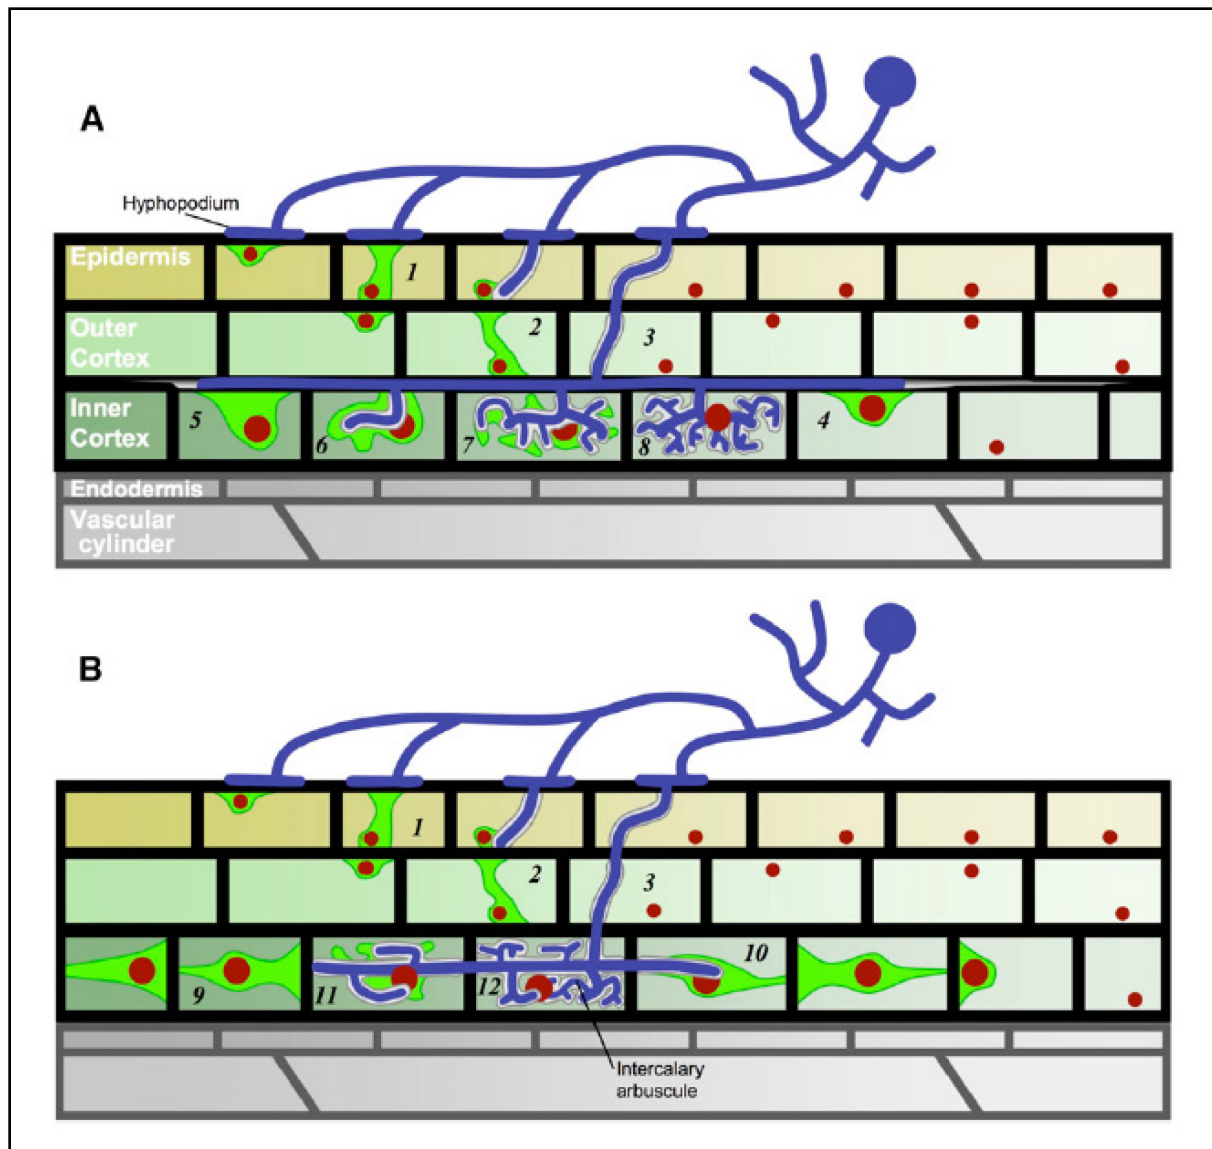 A
Hyphopodium
Epidermis
1
Outer
Cortex
2
3
Inner
Cortex
5
6
7
8
4
Endodermis
Vascular
cylinder
B
1
2
3
9
11
12
10
Intercalary
arbuscule